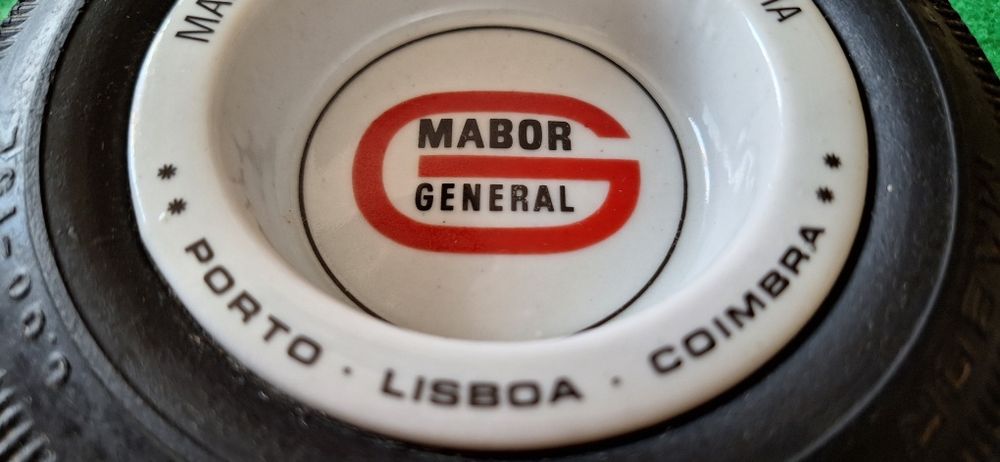 MABOR
GENERAL
PORTO · LISBOA · COIMBRA